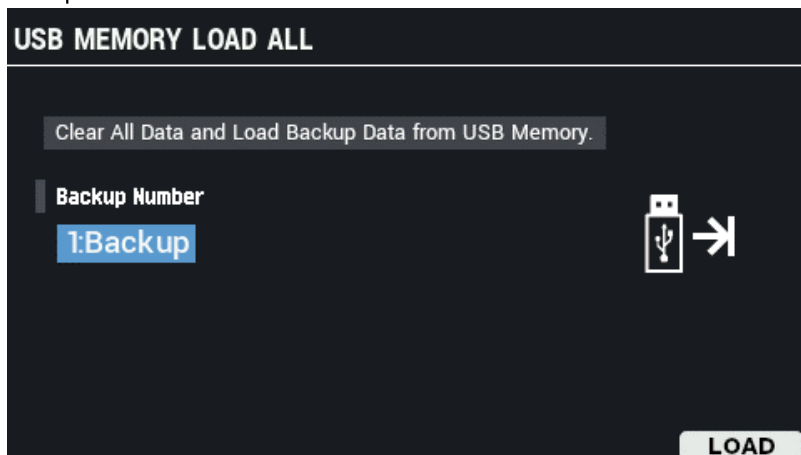 USB MEMORY LOAD ALL
Clear All Data and Load Backup Data from USB Memory.
Backup Number
1:Backup
LOAD